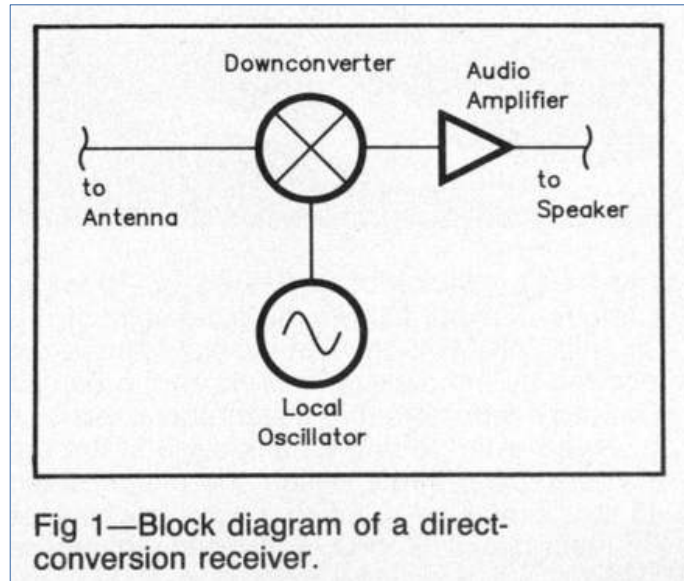 Downconverter
Audio
Amplifier
to
Antenna
to
Speaker
Local
Oscillator
Fig 1—Block diagram of a direct-
conversion receiver.